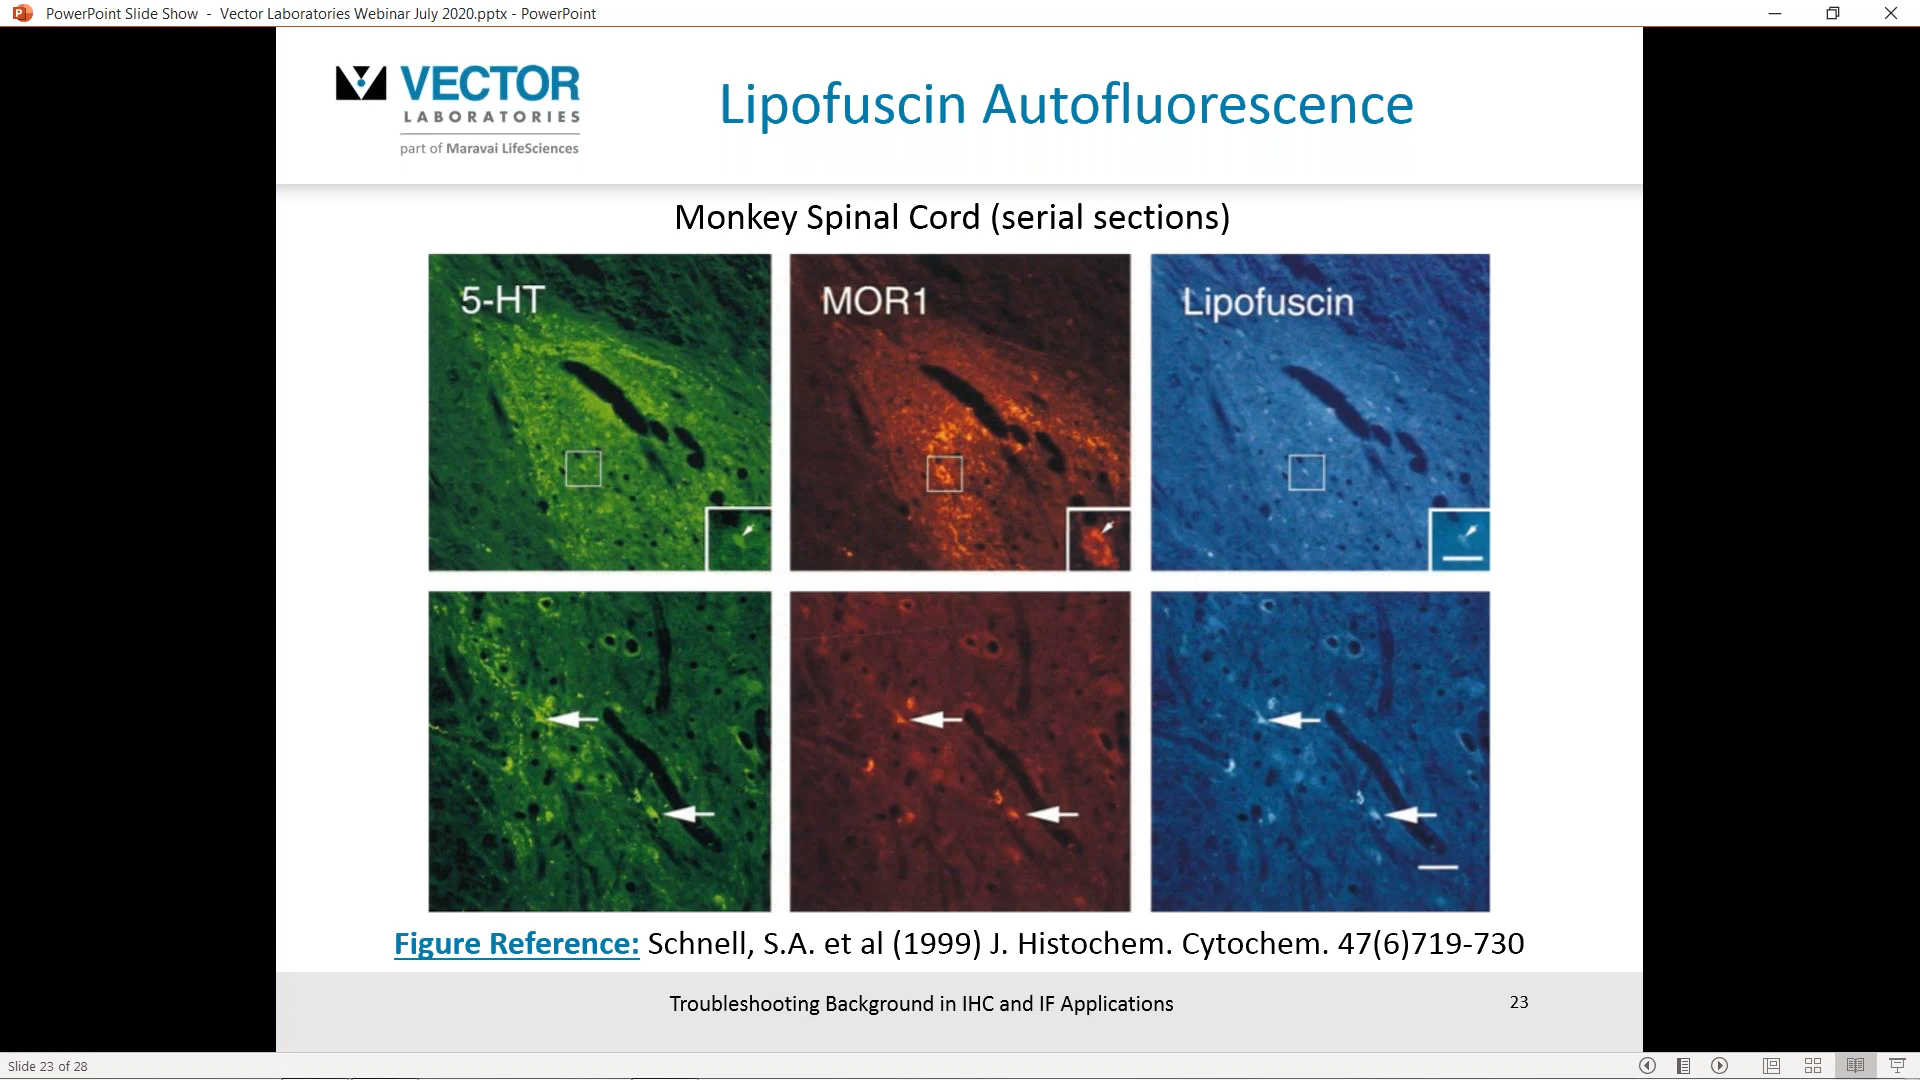 PowerPoint Slide Show - Vector Laboratories Webinar July 2020.pptx - PowerPoint
VECTOR
LABORATORIES
part of Maravai LifeSciences
Lipofuscin Autofluorescence
Monkey Spinal Cord (serial sections)
5-HT
MOR1
Lipofuscin
Figure Reference: Schnell, S.A. et al (1999) J. Histochem. Cytochem. 47(6)719-730
Troubleshooting Background in IHC and IF Applications
23
Slide 23 of 28